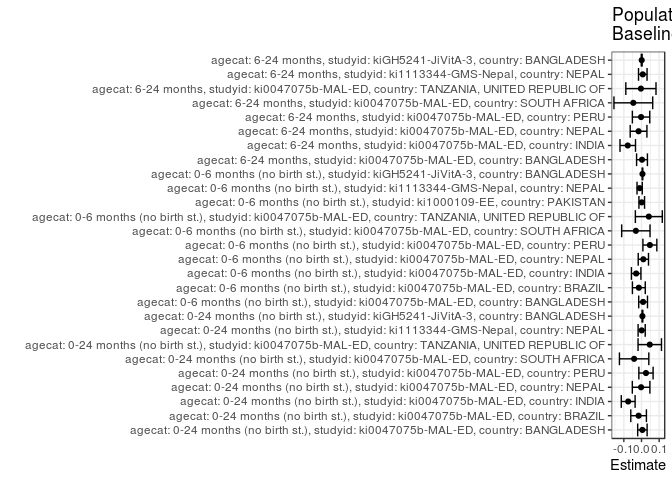 Populat
Baselin
agecat: 6-24 months, studyid: kiGH5241-JiVitA-3, country: BANGLADESH
agecat: 6-24 months, studyid: ki1113344-GMS-Nepal, country: NEPAL
agecat: 6-24 months, studyid: ki0047075b-MAL-ED, country: TANZANIA, UNITED REPUBLIC OF
agecat: 6-24 months, studyid: ki0047075b-MAL-ED, country: SOUTH AFRICA
agecat: 6-24 months, studyid: ki0047075b-MAL-ED, country: PERU
agecat: 6-24 months, studyid: ki0047075b-MAL-ED, country: NEPAL
agecat: 6-24 months, studyid: ki0047075b-MAL-ED, country: INDIA
agecat: 6-24 months, studyid: ki0047075b-MAL-ED, country: BANGLADESH
agecat: 0-6 months (no birth st.), studyid: kiGH5241-JiVitA-3, country: BANGLADESH
agecat: 0-6 months (no birth st.), studyid: ki1113344-GMS-Nepal, country: NEPAL
agecat: 0-6 months (no birth st.), studyid: ki1000109-EE, country: PAKISTAN
agecat: 0-6 months (no birth st.), studyid: ki0047075b-MAL-ED, country: TANZANIA, UNITED REPUBLIC OF
agecat: 0-6 months (no birth st.), studyid: ki0047075b-MAL-ED, country: SOUTH AFRICA
agecat: 0-6 months (no birth st.), studyid: ki0047075b-MAL-ED, country: PERU
agecat: 0-6 months (no birth st.), studyid: ki0047075b-MAL-ED, country: NEPAL
agecat: 0-6 months (no birth st.), studyid: ki0047075b-MAL-ED, country: INDIA
agecat: 0-6 months (no birth st.), studyid: ki0047075b-MAL-ED, country: BRAZIL
agecat: 0-6 months (no birth st.), studyid: ki0047075b-MAL-ED, country: BANGLADESH
agecat: 0-24 months (no birth st.), studyid: kiGH5241-JiVitA-3, country: BANGLADESH
agecat: 0-24 months (no birth st.), studyid: ki1113344-GMS-Nepal, country: NEPAL
agecat: 0-24 months (no birth st.), studyid: ki0047075b-MAL-ED, country: TANZANIA, UNITED REPUBLIC OF
agecat: 0-24 months (no birth st.), studyid: ki0047075b-MAL-ED, country: SOUTH AFRICA
agecat: 0-24 months (no birth st.), studyid: ki0047075b-MAL-ED, country: PERU
agecat: 0-24 months (no birth st.), studyid: ki0047075b-MAL-ED, country: NEPAL
agecat: 0-24 months (no birth st.), studyid: ki0047075b-MAL-ED, country: INDIA
agecat: 0-24 months (no birth st.), studyid: ki0047075b-MAL-ED, country: BRAZIL
agecat: 0-24 months (no birth st.), studyid: ki0047075b-MAL-ED, country: BANGLADESH
-0.10.00.1
Estimate